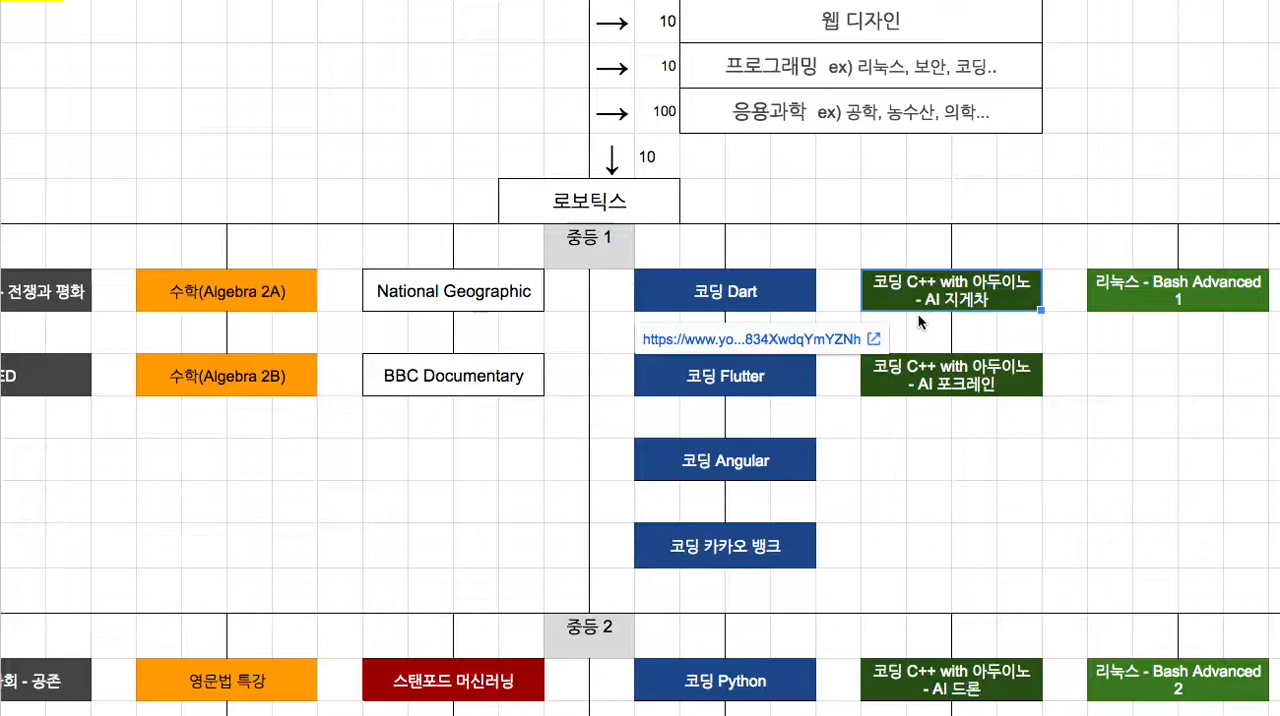 → 10 웹 디자인
→ 10 프로그래밍 ex) 리눅스, 보안, 코딩..
→ 100 응용과학 ex) 공학, 농수산, 의학...
↓ 10
로보틱스
중등 1
- 전쟁과 평화
수학(Algebra 2A)
National Geographic
코딩 Dart
코딩 C++ with 아두이노
- AI 지게차
리눅스 - Bash Advanced
1
https://www.yo...834XwdqYmYZNh
ED
수학(Algebra 2B)
BBC Documentary
코딩 Flutter
코딩 C++ with 아두이노
- AI 포크레인
코딩 Angular
코딩 카카오 뱅크
중등 2
회 - 공존
영문법 특강
스탠포드 머신러닝
코딩 Python
코딩 C++ with 아두이노
- AI 드론
리눅스 - Bash Advanced
2